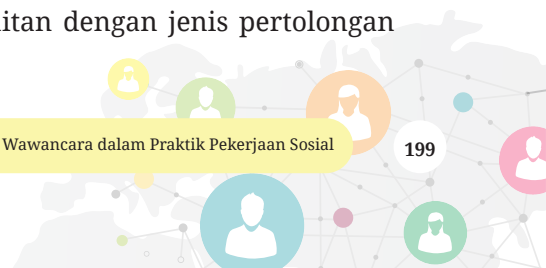 itan dengan jenis pertolongan
Wawancara dalam Praktik Pekerjaan Sosial
199